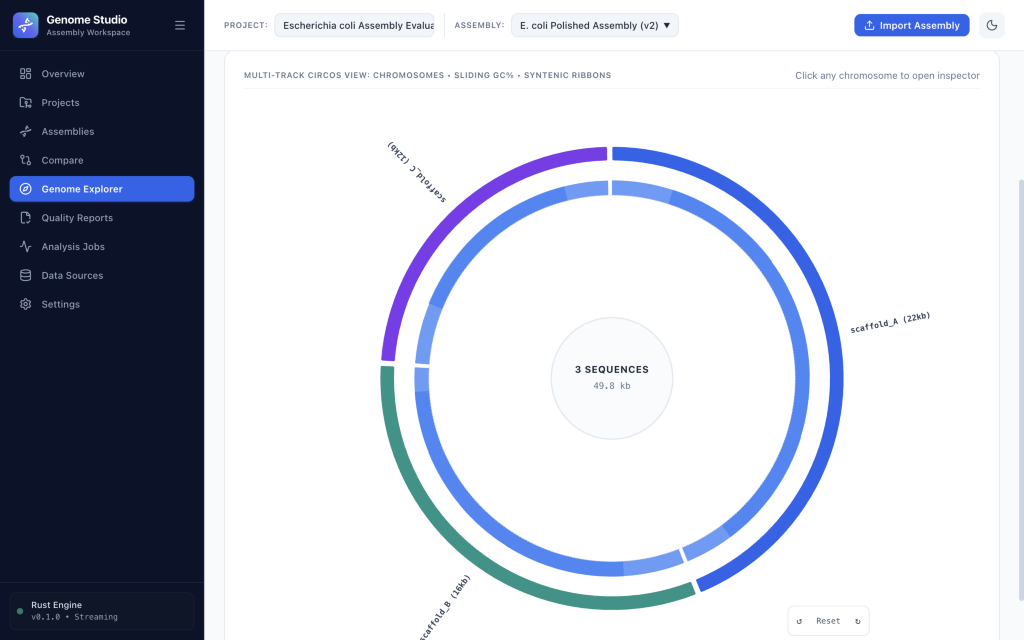 Genome Studio
Assembly Workspace
Overview
Projects
Assemblies
Compare
Genome Explorer
Quality Reports
Analysis Jobs
Data Sources
Settings
Rust Engine
v0.1.0 • Streaming
PROJECT: Escherichia coli Assembly Evalua ASSEMBLY: E. coli Polished Assembly (v2) ▼ Import Assembly
MULTI-TRACK CIRCOS VIEW: CHROMOSOMES • SLIDING GC% • SYNTENIC RIBBONS Click any chromosome to open inspector
scaffold_C (12kb)
scaffold_A (22kb)
3 SEQUENCES
49.8 kb
scaffold_B (16kb)
↺ Reset ↻